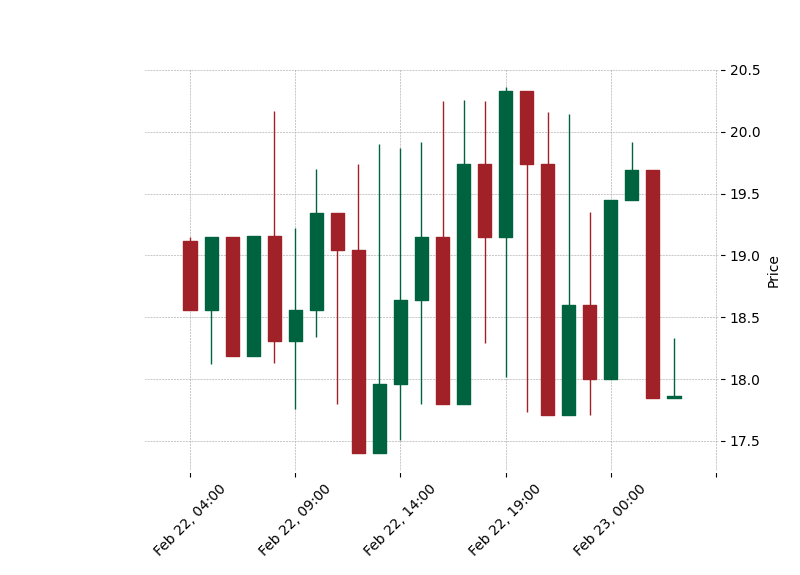 20.5
20.0
19.5
19.0
18.5
18.0
17.5
Price
Feb 22, 04:00
Feb 22, 09:00
Feb 22, 14:00
Feb 22, 19:00
Feb 23, 00:00